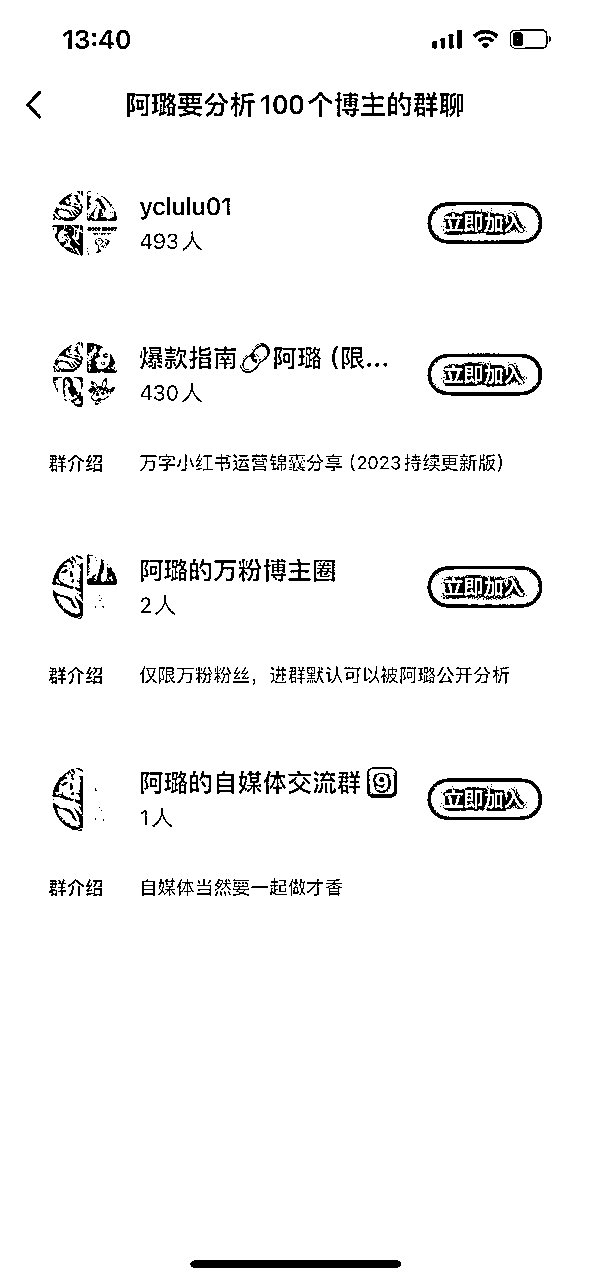 13:40
阿璐要分析100个博主的群聊
yclulu01
493人
立即加入
爆款指南🔗阿璐（限...
430人
立即加入
群介绍 万字小红书运营锦囊分享（2023持续更新版）
阿璐的万粉博主圈
2人
立即加入
群介绍 仅限万粉粉丝，进群默认可以被阿璐公开分析
阿璐的自媒体交流群⑨
1人
立即加入
群介绍 自媒体当然要一起做才香